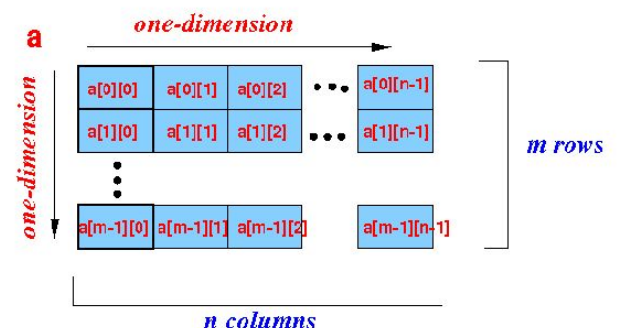 one-dimension
a
one-dimension
a[0][0] a[0][1] a[0][2] ••• a[0][n-1]
a[1][0] a[1][1] a[1][2] ••• a[1][n-1]
m rows
a[m-1][0] a[m-1][1] a[m-1][2] a[m-1][n-1]
n columns